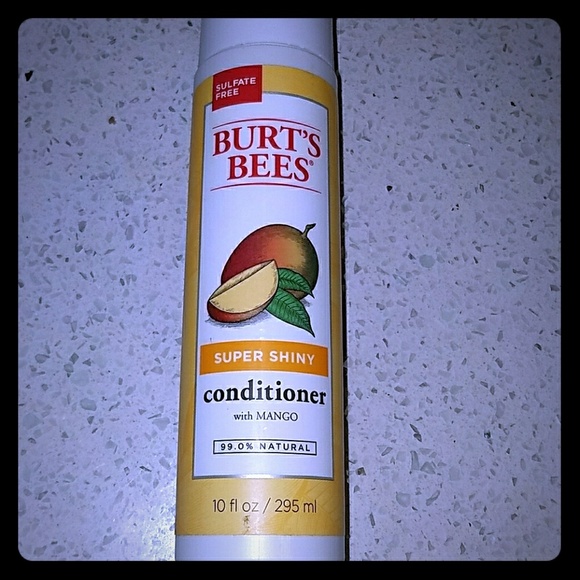 SULFATE
FREE
BURT'S
BEES®
SUPER SHINY
conditioner
with MANGO
99.0% NATURAL
10 fl oz / 295 ml